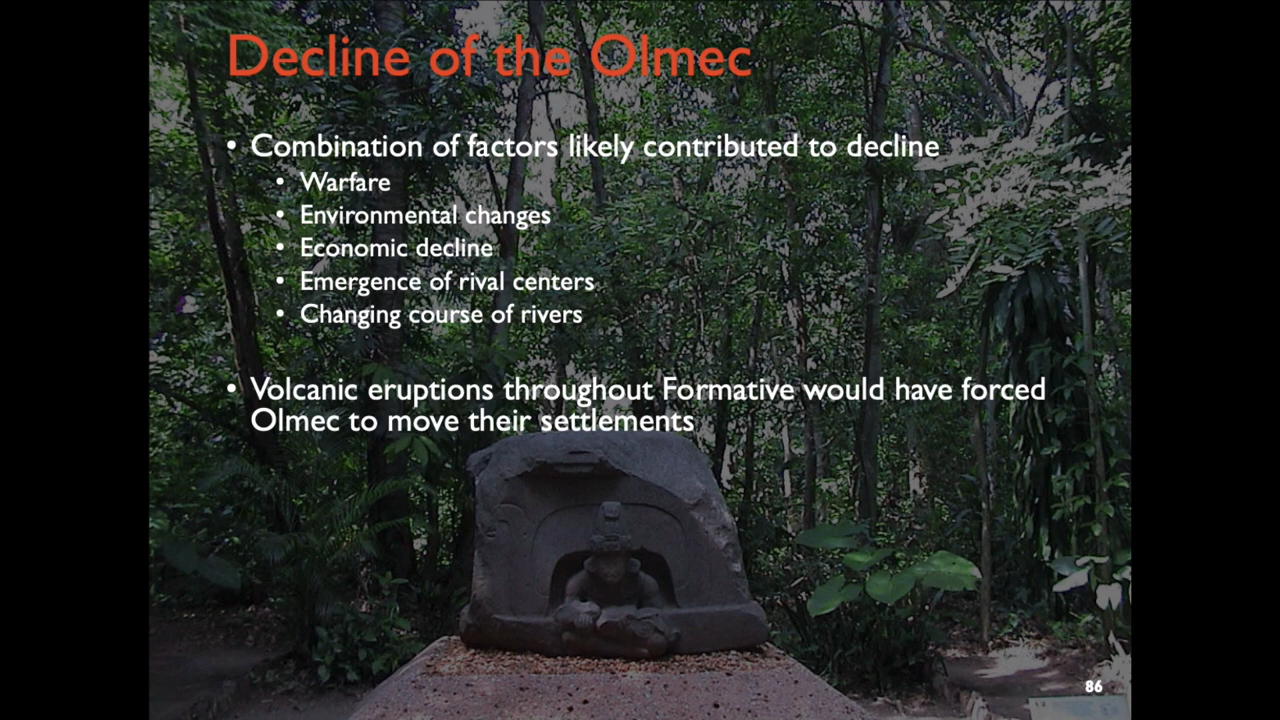 Decline of the Olmec
• Combination of factors likely contributed to decline
• Warfare
• Environmental changes
• Economic decline
• Emergence of rival centers
• Changing course of rivers
• Volcanic eruptions throughout Formative would have forced
Olmec to move their settlements
86